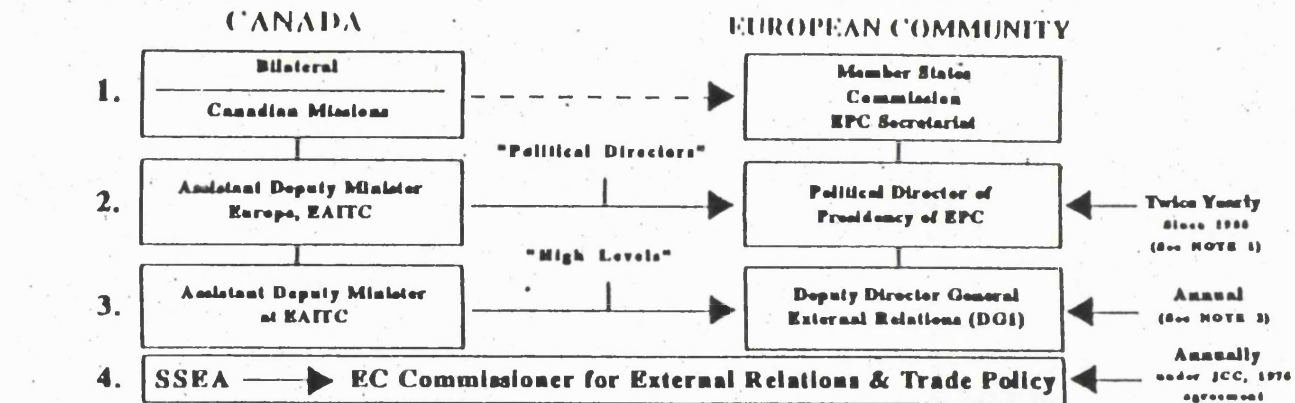 CANADA
EUROPEAN COMMUNITY
1.
Bilateral
Canadian Missions
Member States
Commission
EPC Secretariat
"Political Directors"
2.
Assistant Deputy Minister
Europe, EAITC
Political Director of
Presidency of EPC
Twice Yearly
Since
(See NOTE 1)
"High Levels"
3.
Assistant Deputy Minister
at EAITC
Deputy Director General
External Relations (DGI)
Annual
(See NOTE
4. SSEA EC Commissioner for External Relations & Trade Policy
Annually
under JCC, 1976
agreement